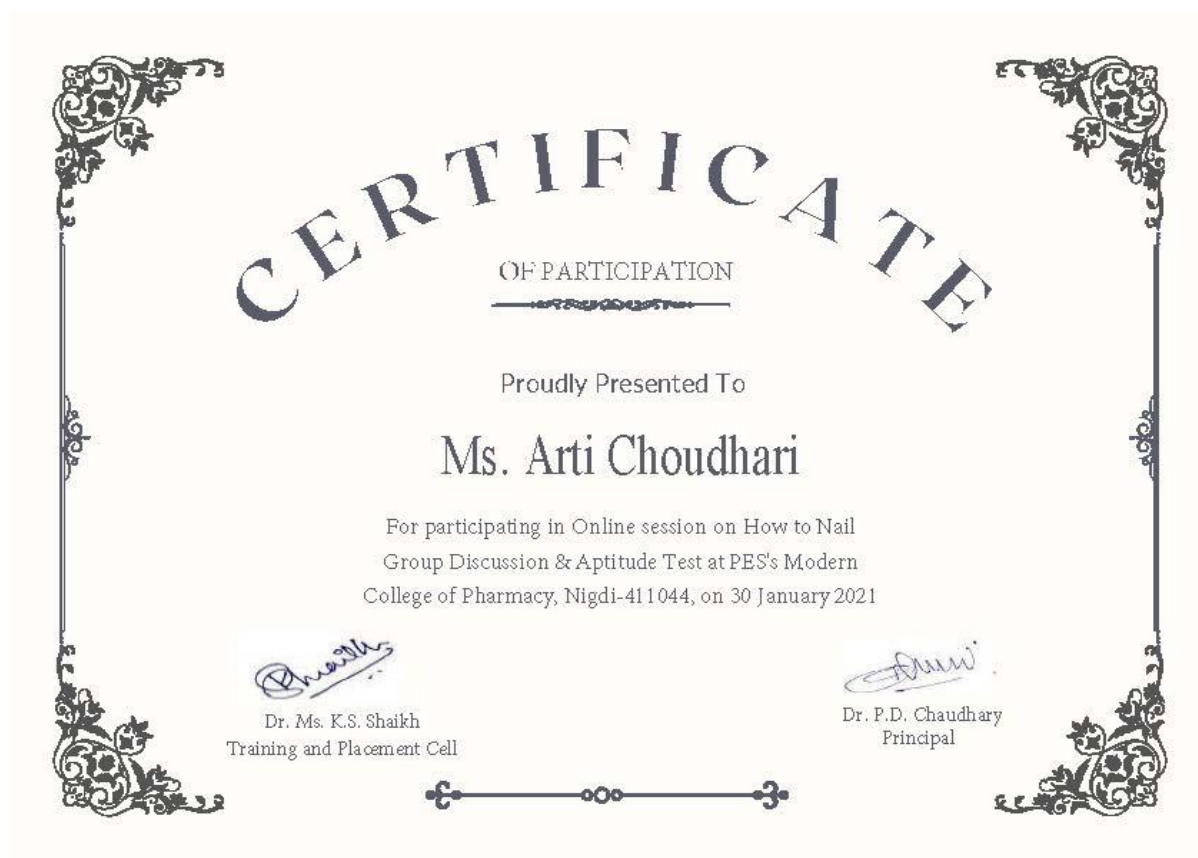 CERTIFICATE
OF PARTICIPATION
Proudly Presented To
Ms. Arti Choudhari
For participating in Online session on How to Nail
Group Discussion & Aptitude Test at PES's Modern
College of Pharmacy, Nigdi-411044, on 30 January 2021
Shaikh
Dr. Ms. K.S. Shaikh
Training and Placement Cell
Dr. P.D. Chaudhary
Principal